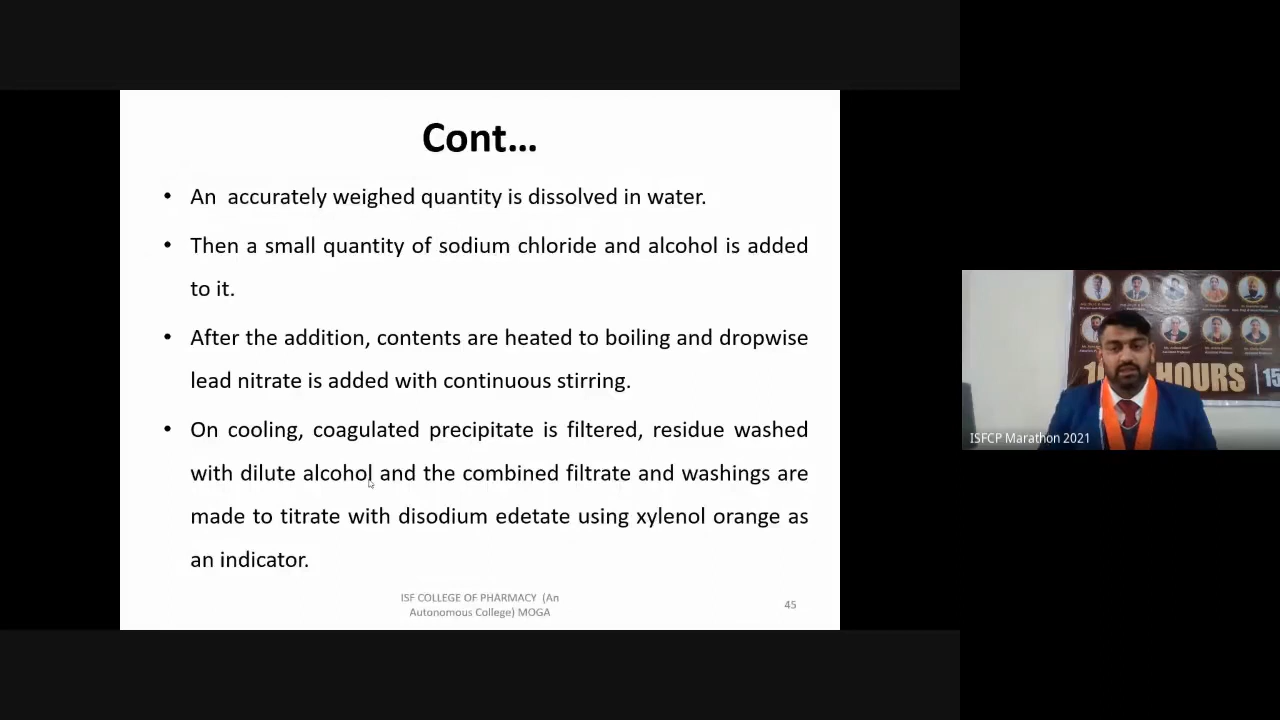 Cont...
• An accurately weighed quantity is dissolved in water.
• Then a small quantity of sodium chloride and alcohol is added
to it.
• After the addition, contents are heated to boiling and dropwise
lead nitrate is added with continuous stirring.
• On cooling, coagulated precipitate is filtered, residue washed
with dilute alcohol and the combined filtrate and washings are
made to titrate with disodium edetate using xylenol orange as
an indicator.
ISF COLLEGE OF PHARMACY (An
Autonomous College) MOGA
45
HOURS
15
ISFCP Marathon 2021